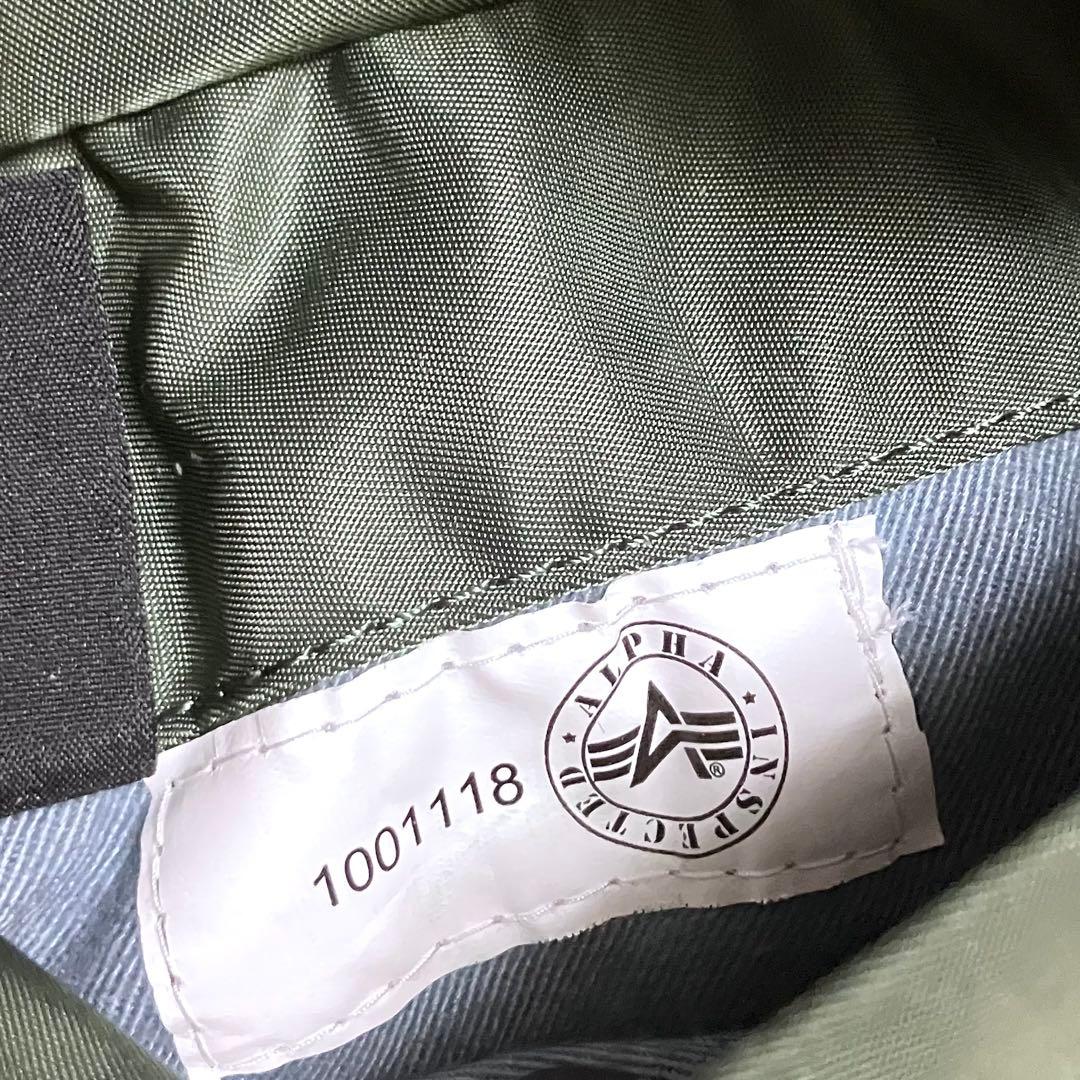 1001118
ALPHA
INSPECTED
®